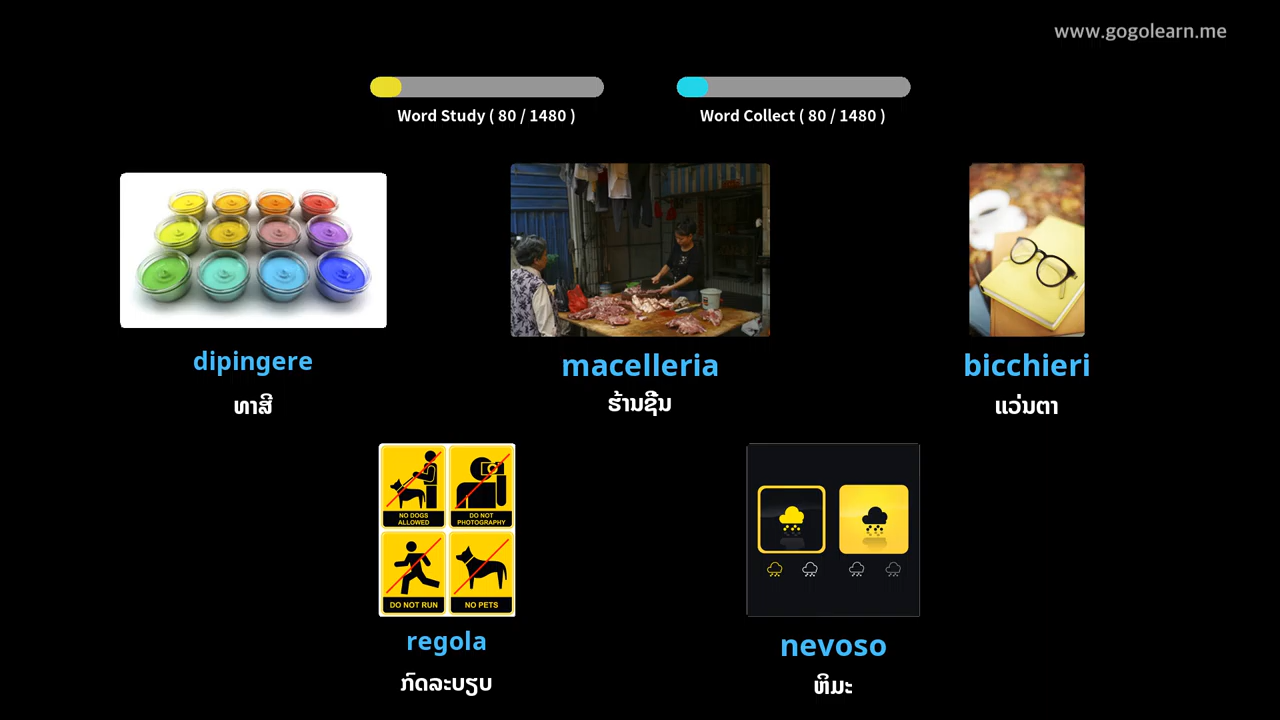 www.gogolearn.me
Word Study ( 80 / 1480 )
Word Collect ( 80 / 1480 )
dipingere
ທາສີ
macelleria
ຮ້ານຊີ້ນ
bicchieri
ແວ່ນຕາ
NO DOGS
ALLOWED
DO NOT
PHOTOGRAPHY
DO NOT RUN
NO PETS
regola
ກົດລະບຽບ
nevoso
ຫິມະ